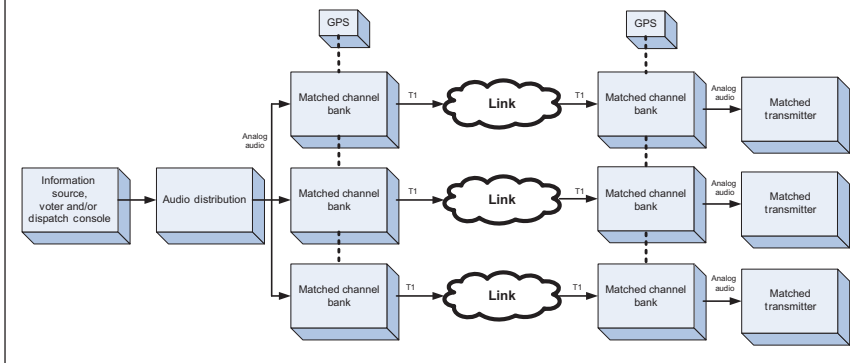 GPS
GPS
Matched channel
bank
T1
Link
T1
Matched channel
bank
Analog
audio
Matched
transmitter
Analog
audio
Information
source,
voter and/or
dispatch console
Audio distribution
Matched channel
bank
T1
Link
T1
Matched channel
bank
Analog
audio
Matched
transmitter
Matched channel
bank
T1
Link
T1
Matched channel
bank
Analog
audio
Matched
transmitter